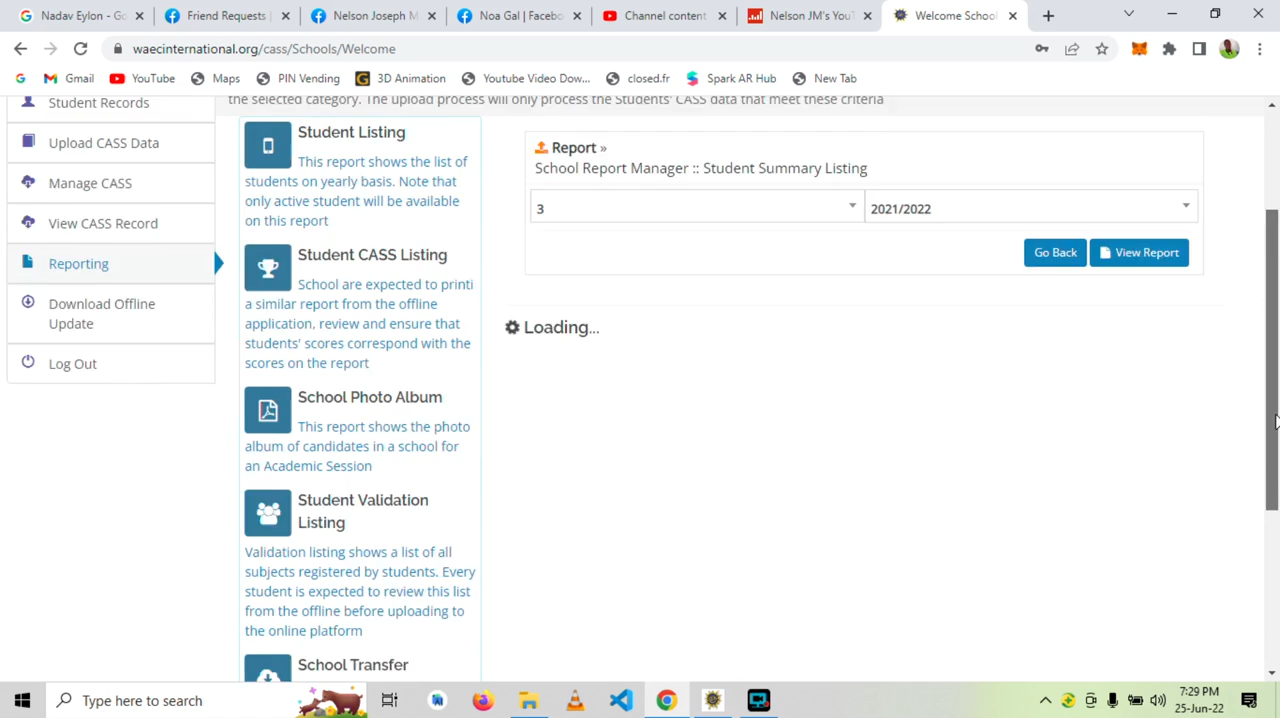 Nadav Eylon - Go
Friend Requests |
Nelson Joseph M
Noa Gal | Facebo
Channel content
Nelson JM's YouT
Welcome School
waecinternational.org/cass/Schools/Welcome
Gmail
YouTube
Maps
PIN Vending
3D Animation
Youtube Video Dow...
closed.fr
Spark AR Hub
New Tab
Student Records
Upload CASS Data
Manage CASS
View CASS Record
Reporting
Download Offline
Update
Log Out
the selected category. The upload process will only process the Students' CASS data that meet these criteria
Student Listing
This report shows the list of
students on yearly basis. Note that
only active student will be available
on this report
Student CASS Listing
School are expected to printi
a similar report from the offline
application, review and ensure that
students' scores correspond with the
scores on the report
School Photo Album
This report shows the photo
album of candidates in a school for
an Academic Session
Student Validation
Listing
Validation listing shows a list of all
subjects registered by students. Every
student is expected to review this list
from the offline before uploading to
the online platform
School Transfer
Report »
School Report Manager :: Student Summary Listing
3
2021/2022
Go Back
View Report
Loading...
Type here to search
7:29 PM
25-Jun-22